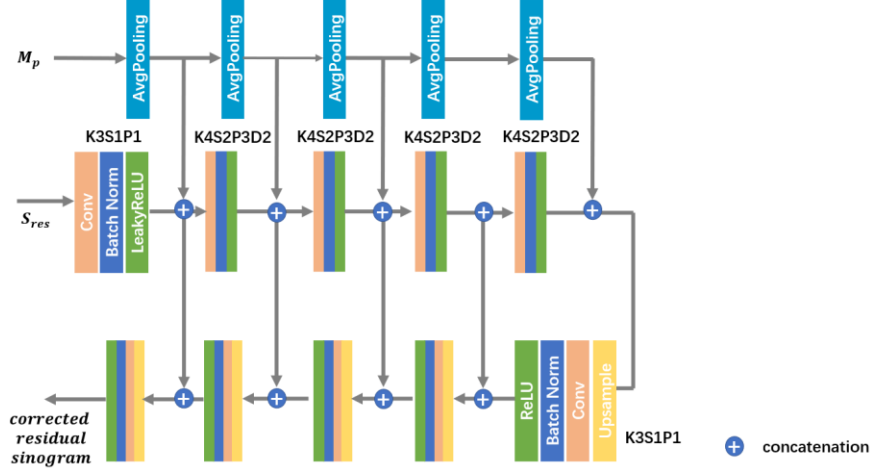 M_p
AvgPooling
AvgPooling
AvgPooling
AvgPooling
AvgPooling
K3S1P1
K4S2P3D2
K4S2P3D2
K4S2P3D2
K4S2P3D2
S_res
Conv
Batch Norm
LeakyReLU
ReLU
Batch Norm
Conv
Upsample
K3S1P1
corrected
residual
sinogram
concatenation